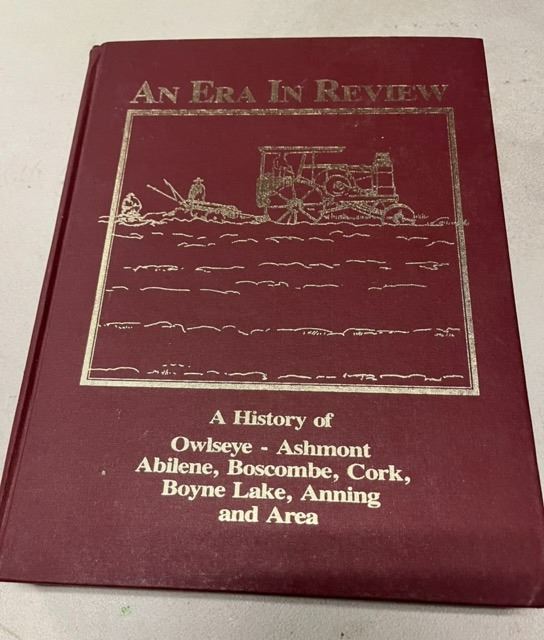 An Era In Review
A History of
Owlseye - Ashmont
Abilene, Boscombe, Cork,
Boyne Lake, Anning
and Area